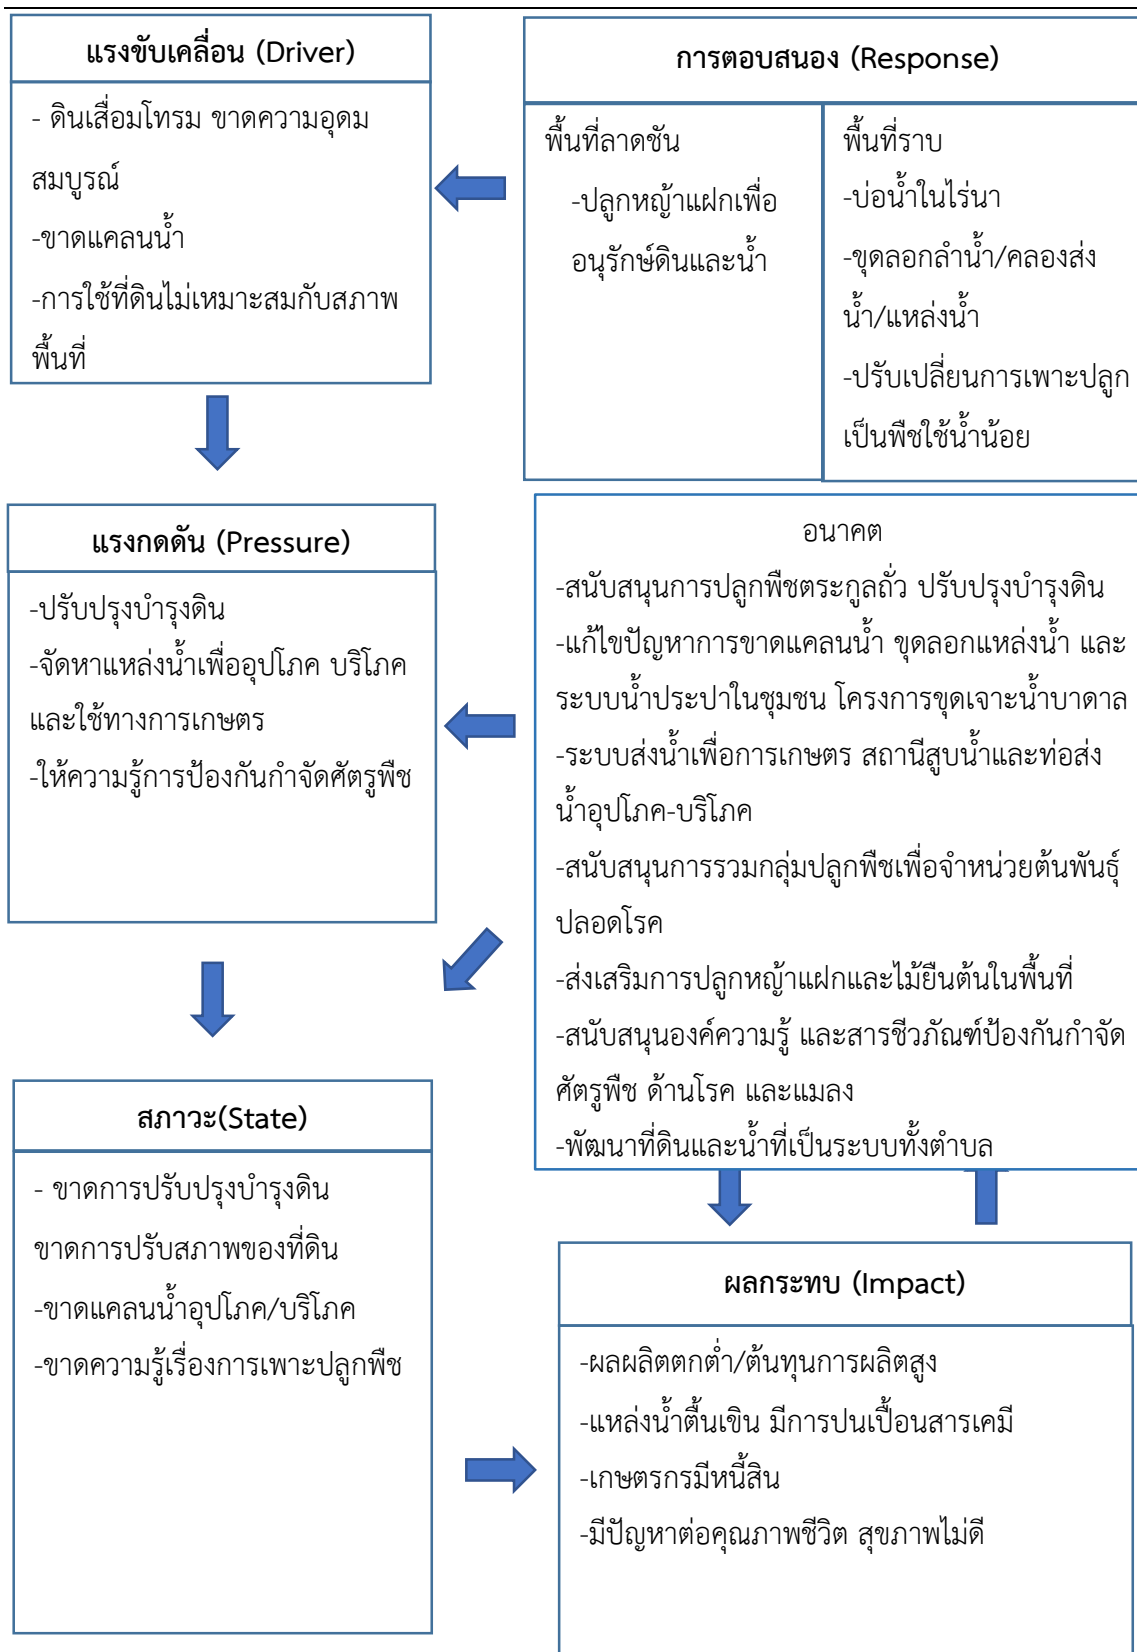 แรงขับเคลื่อน (Driver)
- ดินเสื่อมโทรม ขาดความอุดม
สมบูรณ์
-ขาดแคลนน้ำ
-การใช้ที่ดินไม่เหมาะสมกับสภาพ
พื้นที่
การตอบสนอง (Response)
พื้นที่ลาดชัน
-ปลูกหญ้าแฝกเพื่อ
อนุรักษ์ดินและน้ำ
พื้นที่ราบ
-บ่อน้ำในไร่นา
-ขุดลอกลำน้ำ/คลองส่ง
น้ำ/แหล่งน้ำ
-ปรับเปลี่ยนการเพาะปลูก
เป็นพืชใช้น้ำน้อย
แรงกดดัน (Pressure)
-ปรับปรุงบำรุงดิน
-จัดหาแหล่งน้ำเพื่ออุปโภค บริโภค
และใช้ทางการเกษตร
-ให้ความรู้การป้องกันกำจัดศัตรูพืช
อนาคต
-สนับสนุนการปลูกพืชตระกูลถั่ว ปรับปรุงบำรุงดิน
-แก้ไขปัญหาการขาดแคลนน้ำ ขุดลอกแหล่งน้ำ และ
ระบบน้ำประปาในชุมชน โครงการขุดเจาะน้ำบาดาล
-ระบบส่งน้ำเพื่อการเกษตร สถานีสูบน้ำและท่อส่ง
น้ำอุปโภค-บริโภค
-สนับสนุนการรวมกลุ่มปลูกพืชเพื่อจำหน่วยต้นพันธุ์
ปลอดโรค
-ส่งเสริมการปลูกหญ้าแฝกและไม้ยืนต้นในพื้นที่
-สนับสนุนองค์ความรู้ และสารชีวภัณฑ์ป้องกันกำจัด
ศัตรูพืช ด้านโรค และแมลง
-พัฒนาที่ดินและน้ำที่เป็นระบบทั้งตำบล
สภาวะ(State)
- ขาดการปรับปรุงบำรุงดิน
ขาดการปรับสภาพของที่ดิน
-ขาดแคลนน้ำอุปโภค/บริโภค
-ขาดความรู้เรื่องการเพาะปลูกพืช
ผลกระทบ (Impact)
-ผลผลิตตกต่ำ/ต้นทุนการผลิตสูง
-แหล่งน้ำตื้นเขิน มีการปนเปื้อนสารเคมี
-เกษตรกรมีหนี้สิน
-มีปัญหาต่อคุณภาพชีวิต สุขภาพไม่ดี